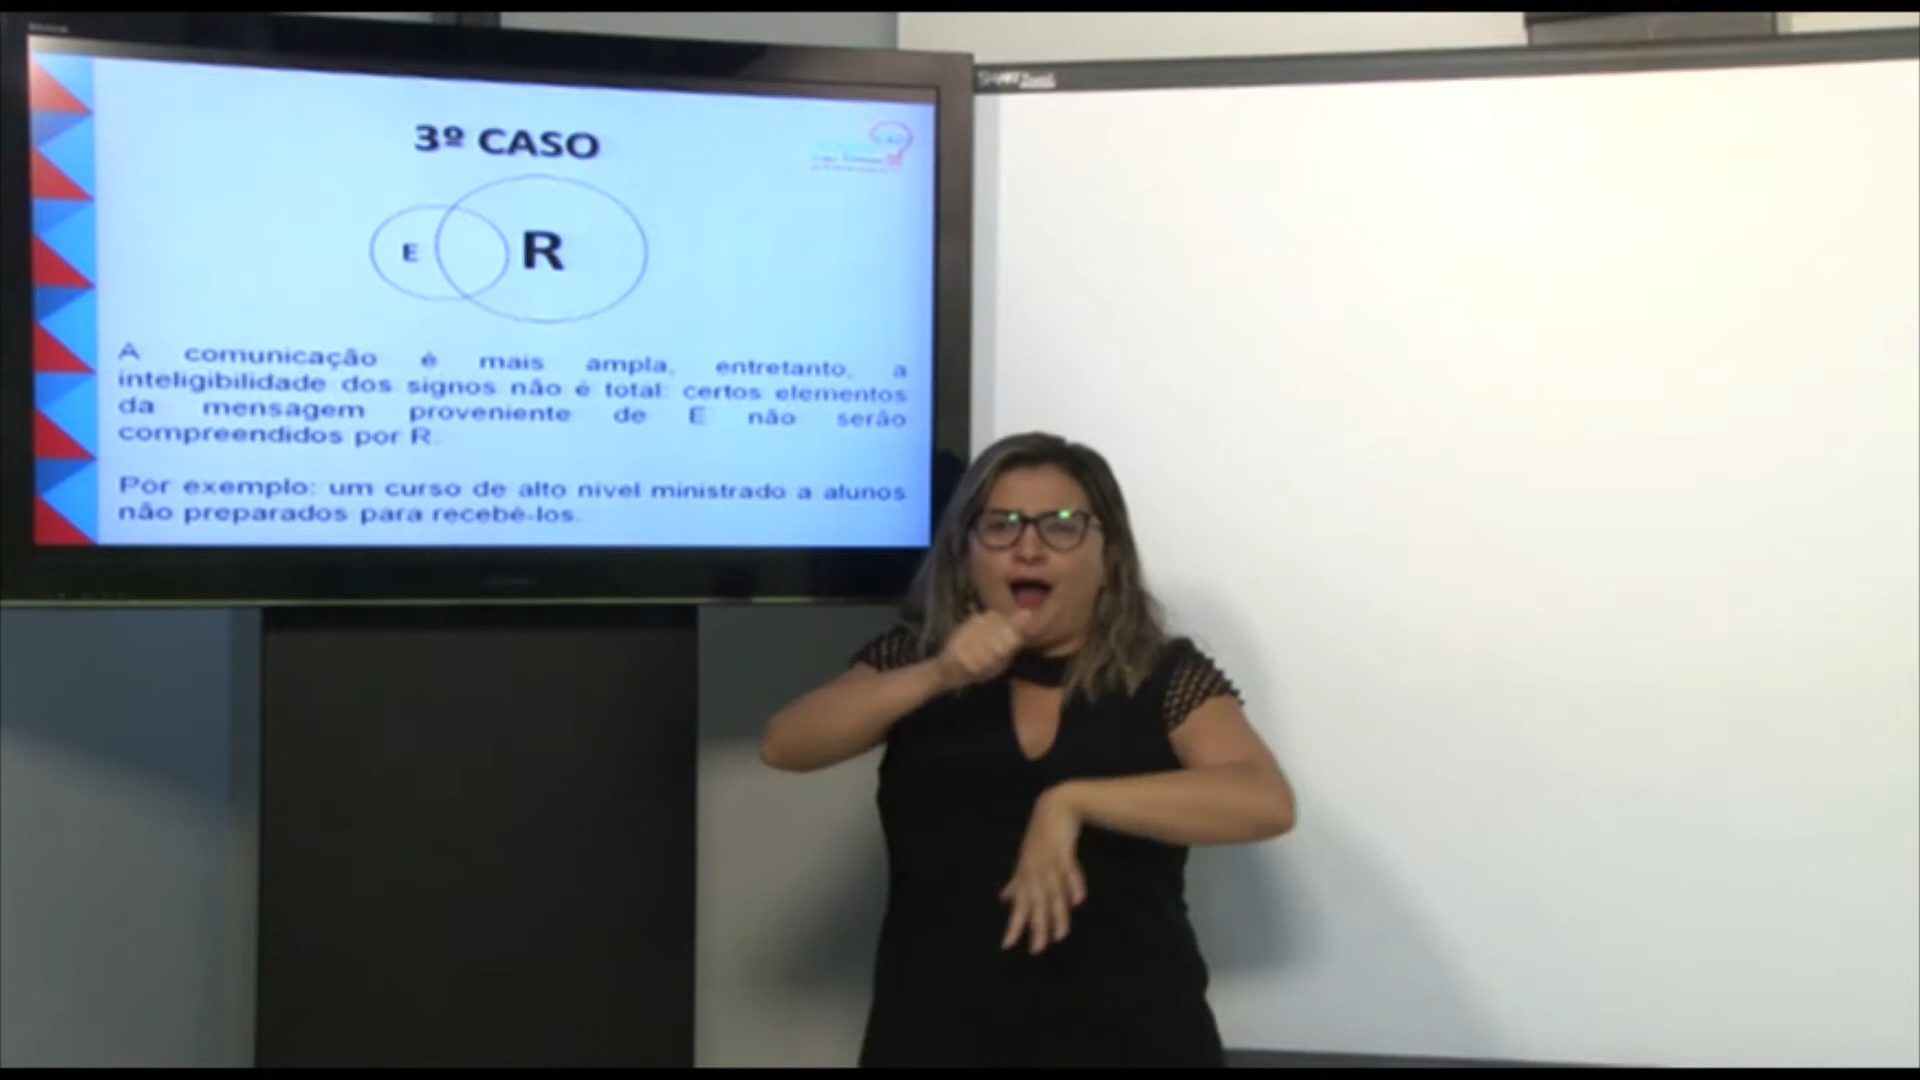 3º CASO
E
R
A comunicação é mais ampla, entretanto, a
inteligibilidade dos signos não é total: certos elementos
da mensagem proveniente de E não serão
compreendidos por R.
Por exemplo: um curso de alto nível ministrado a alunos
não preparados para recebê-los.